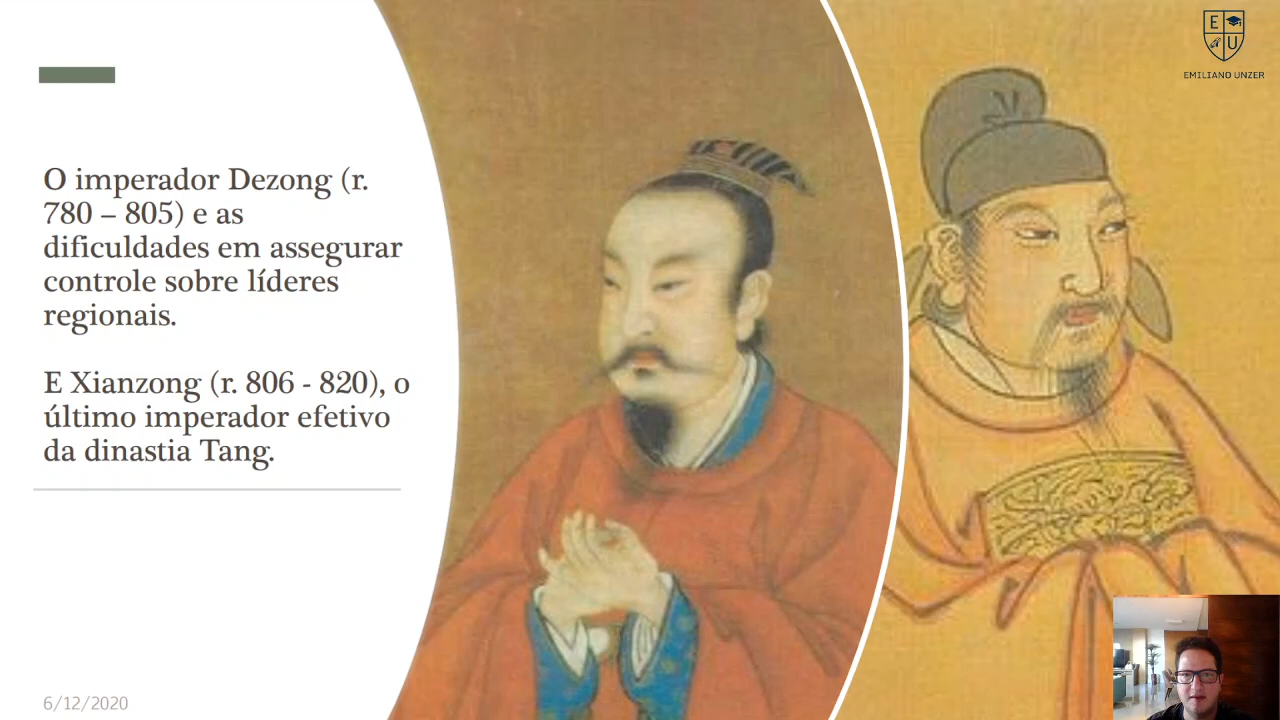 E
U
EMILIANO UNZER
O imperador Dezong (r.
780 – 805) e as
dificuldades em assegurar
controle sobre líderes
regionais.
E Xianzong (r. 806 - 820), o
último imperador efetivo
da dinastia Tang.
6/12/2020